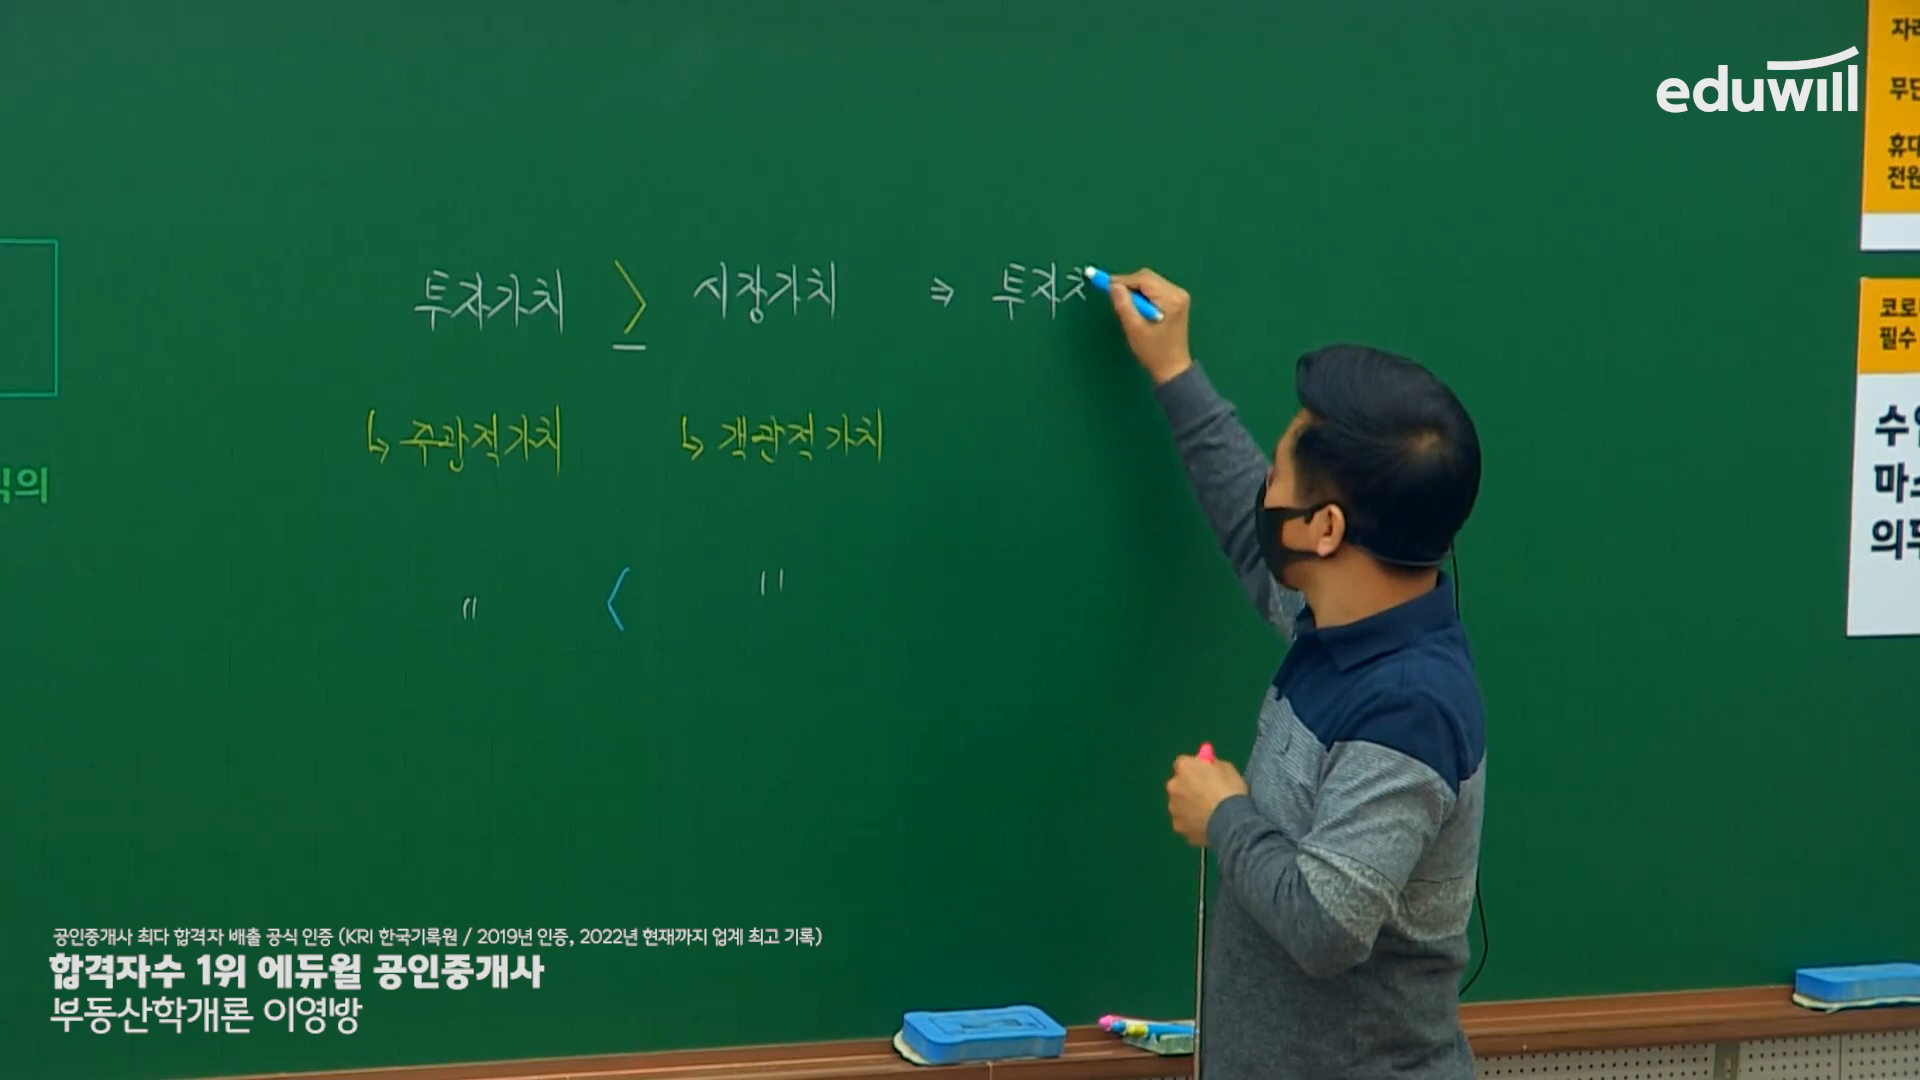 eduwill
투자가치 > 시장가치 ⇒ 투자
↳ 주관적가치 ↳ 객관적가치
〃 < 〃
공인중개사 최다 합격자 배출 공식 인증 (KRI 한국기록원 / 2019년 인증, 2022년 현재까지 업계 최고 기록)
합격자수 1위 에듀윌 공인중개사
부동산학개론 이영방
필수